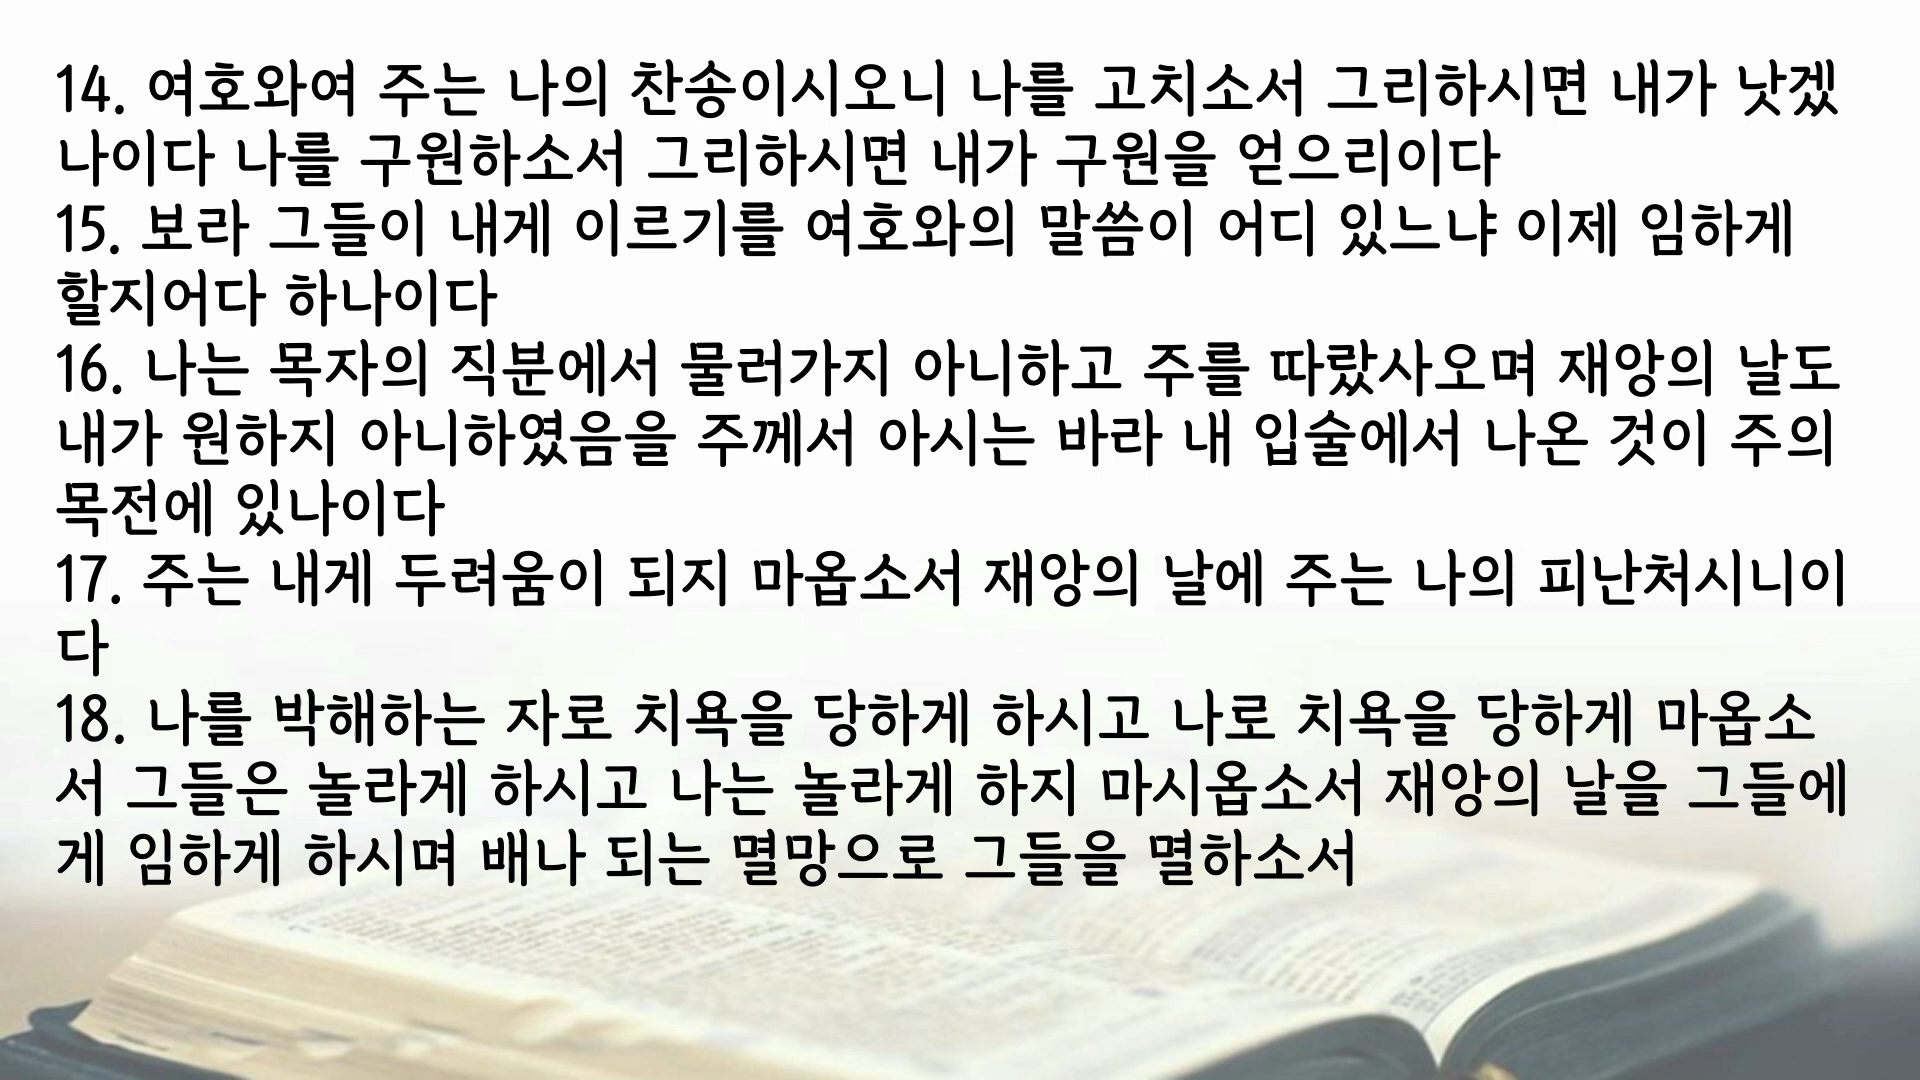 14. 여호와여 주는 나의 찬송이시오니 나를 고치소서 그리하시면 내가 낫겠
나이다 나를 구원하소서 그리하시면 내가 구원을 얻으리이다
15. 보라 그들이 내게 이르기를 여호와의 말씀이 어디 있느냐 이제 임하게
할지어다 하나이다
16. 나는 목자의 직분에서 물러가지 아니하고 주를 따랐사오며 재앙의 날도
내가 원하지 아니하였음을 주께서 아시는 바라 내 입술에서 나온 것이 주의
목전에 있나이다
17. 주는 내게 두려움이 되지 마옵소서 재앙의 날에 주는 나의 피난처시니이
다
18. 나를 박해하는 자로 치욕을 당하게 하시고 나로 치욕을 당하게 마옵소
서 그들은 놀라게 하시고 나는 놀라게 하지 마시옵소서 재앙의 날을 그들에
게 임하게 하시며 배나 되는 멸망으로 그들을 멸하소서